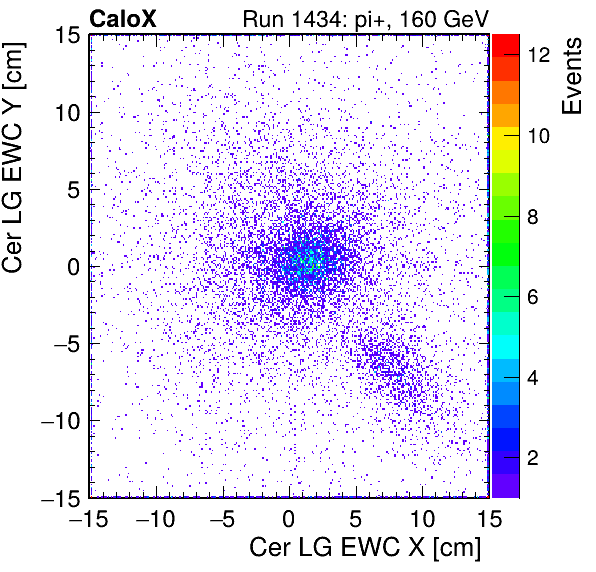 CaloX Run 1434: pi+, 160 GeV
Cer LG EWC Y [cm]
15
10
5
0
−5
−10
−15
−15 −10 −5 0 5 10 15
Cer LG EWC X [cm]
Events
12
10
8
6
4
2